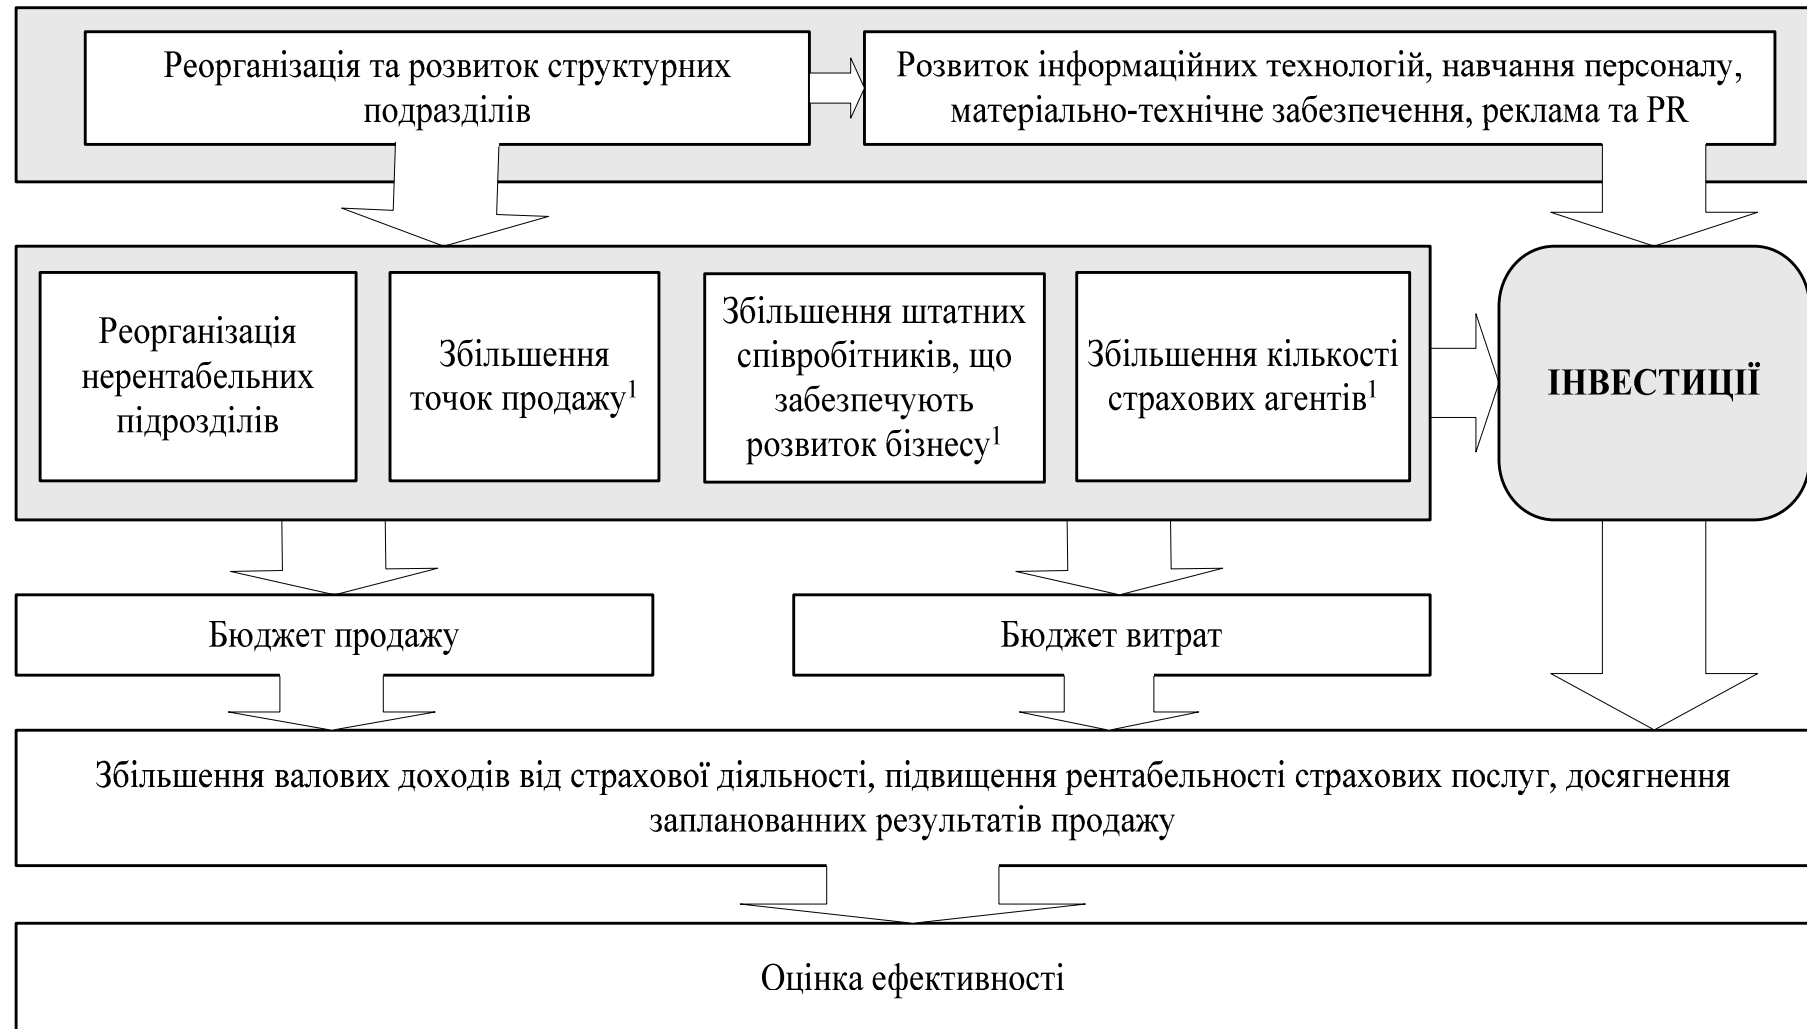 Реорганізація та розвиток структурних
подразділів
Розвиток інформаційних технологій, навчання персоналу,
матеріально-технічне забезпечення, реклама та PR
Реорганізація
нерентабельних
підрозділів
Збільшення
точок продажу¹
Збільшення штатних
співробітників, що
забезпечують
розвиток бізнесу¹
Збільшення кількості
страхових агентів¹
ІНВЕСТИЦІЇ
Бюджет продажу
Бюджет витрат
Збільшення валових доходів від страхової діяльності, підвищення рентабельності страхових послуг, досягнення
запланованних результатів продажу
Оцінка ефективності